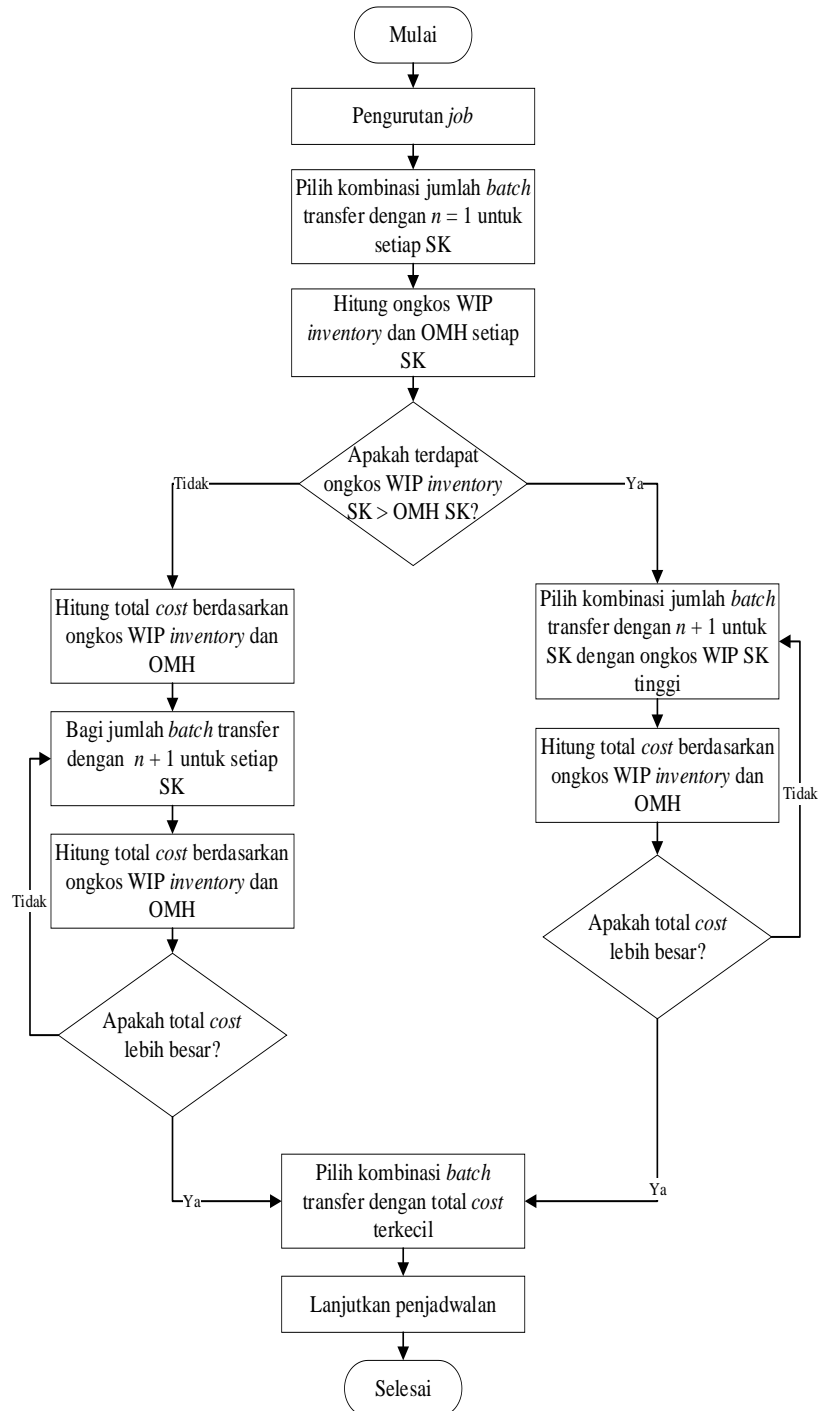 Mulai
Pengurutan job
Pilih kombinasi jumlah batch
transfer dengan n = 1 untuk
setiap SK
Hitung ongkos WIP
inventory dan OMH setiap
SK
Apakah terdapat
ongkos WIP inventory
SK > OMH SK?
Tidak
Ya
Hitung total cost berdasarkan
ongkos WIP inventory dan
OMH
Bagi jumlah batch transfer
dengan n + 1 untuk setiap
SK
Hitung total cost berdasarkan
ongkos WIP inventory dan
OMH
Tidak
Apakah total cost
lebih besar?
Ya
Pilih kombinasi jumlah batch
transfer dengan n + 1 untuk
SK dengan ongkos WIP SK
tinggi
Hitung total cost berdasarkan
ongkos WIP inventory dan
OMH
Tidak
Apakah total cost
lebih besar?
Ya
Pilih kombinasi batch
transfer dengan total cost
terkecil
Lanjutkan penjadwalan
Selesai